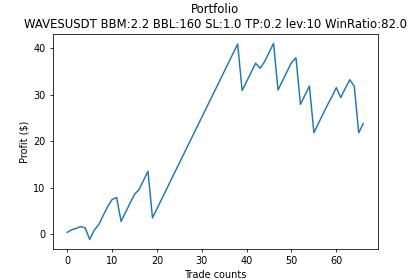 Portfolio
WAVESUSDT BBM:2.2 BBL:160 SL:1.0 TP:0.2 lev:10 WinRatio:82.0
40
30
20
10
0
Profit ($)
0 10 20 30 40 50 60
Trade counts